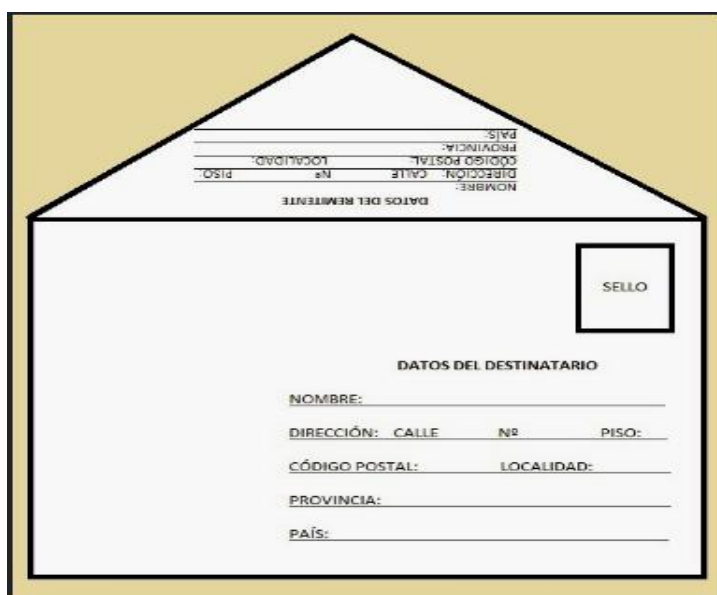 DATOS DEL REMITENTE
NOMBRE:
DIRECCIÓN: CALLE Nº PISO:
CÓDIGO POSTAL: LOCALIDAD:
PROVINCIA:
PAÍS:
SELLO
DATOS DEL DESTINATARIO
NOMBRE:
DIRECCIÓN: CALLE Nº PISO:
CÓDIGO POSTAL: LOCALIDAD:
PROVINCIA:
PAÍS: